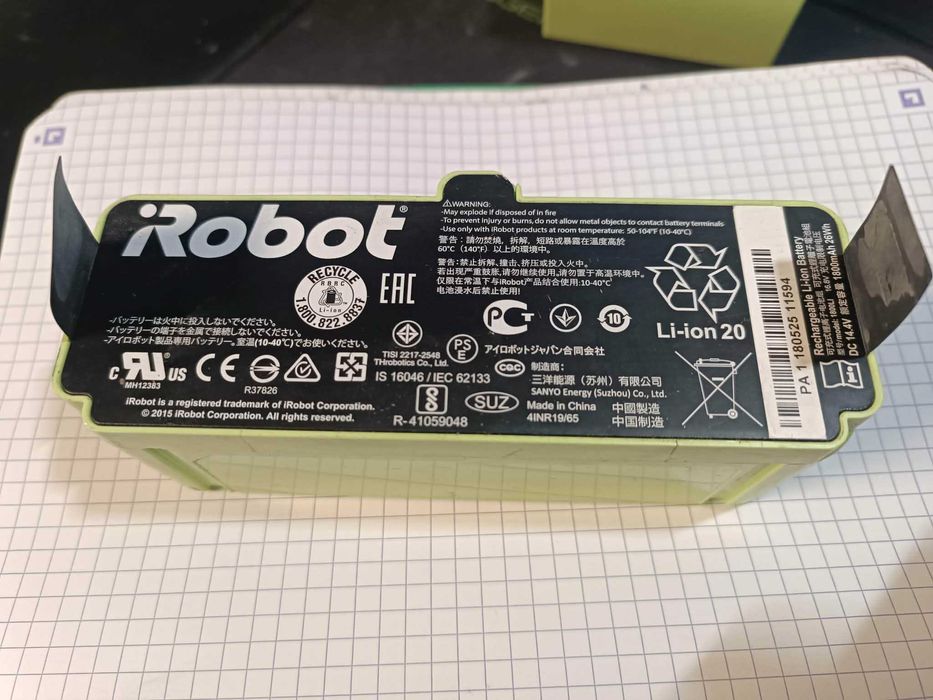 iRobot®
⚠WARNING:
-May explode if disposed of in fire
-To prevent injury or burns, do not allow metal objects to contact battery terminals
-Use only with iRobot products at room temperature: 50-104°F (10-40°C)
警告：請勿焚燒，拆解，短路或暴露在溫度高於
60℃（140℉）以上的環境中。
警告：禁止拆解、撞击、挤压或投入火中。
若出现严重鼓胀，请勿继续使用。请勿置于高温环境。
仅限在常温下与iRobot产品结合使用：10-40℃
电池浸水后禁止使用！
RECYCLE
RBRC
Li-ion
1.800.822.8837
EAC
-バッテリーは火中に投入しないでください。
-バッテリーの端子を金属で接続しないでください。
-アイロボット製品専用バッテリー。室温(10-40℃)でお使いください。
PCT
10
Li-ion 20
TISI 2217-2548
THrobotics Co., Ltd.
PSE
アイロボットジャパン合同会社
C RU US
MH12383
CE
R37826
IS 16046 / IEC 62133
CQC
制造商：
三洋能源（苏州）有限公司
SANYO Energy (Suzhou) Co., Ltd.
iRobot is a registered trademark of iRobot Corporation.
© 2015 iRobot Corporation. All rights reserved.
S
R-41059048
SUZ
Made in China 中國製造
4INR19/65 中国制造
PA 1 180525 11594
Rechargeable Li-ion Battery
DC 14.4V 額定容量 1800mAh 26Wh